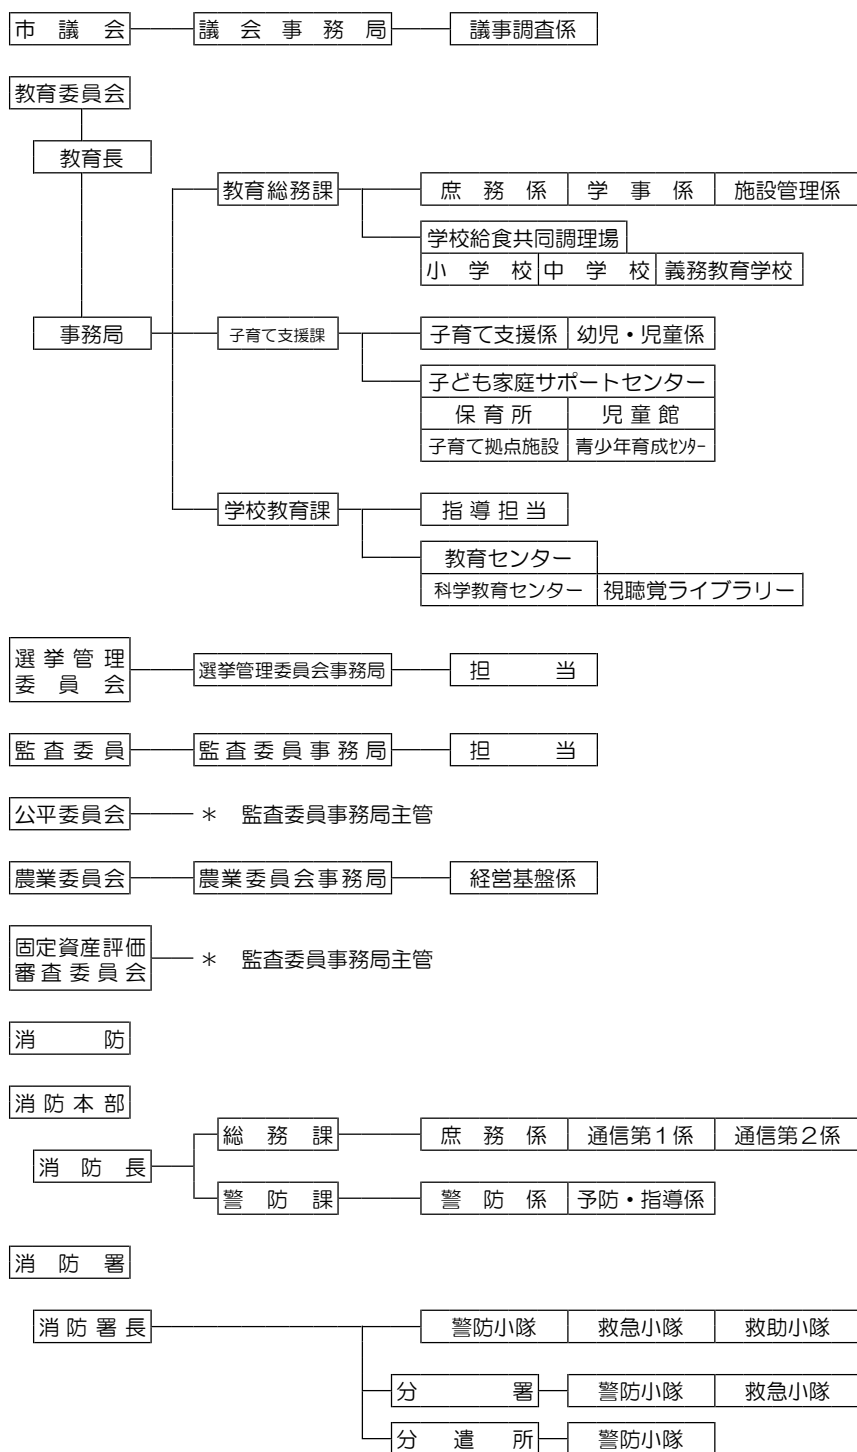 市議会 議会事務局 議事調査係
教育委員会
教育長
教育総務課 庶務係 学事係 施設管理係
学校給食共同調理場
小学校 中学校 義務教育学校
事務局 子育て支援課 子育て支援係 幼児・児童係
子ども家庭サポートセンター
保育所 児童館
子育て拠点施設 青少年育成ｾﾝﾀｰ
学校教育課 指導担当
教育センター
科学教育センター 視聴覚ライブラリー
選挙管理
委員会 選挙管理委員会事務局 担当
監査委員 監査委員事務局 担当
公平委員会 ＊ 監査委員事務局主管
農業委員会 農業委員会事務局 経営基盤係
固定資産評価
審査委員会 ＊ 監査委員事務局主管
消防
消防本部
総務課 庶務係 通信第１係 通信第２係
消防長
警防課 警防係 予防・指導係
消防署
消防署長 警防小隊 救急小隊 救助小隊
分署 警防小隊 救急小隊
分遣所 警防小隊